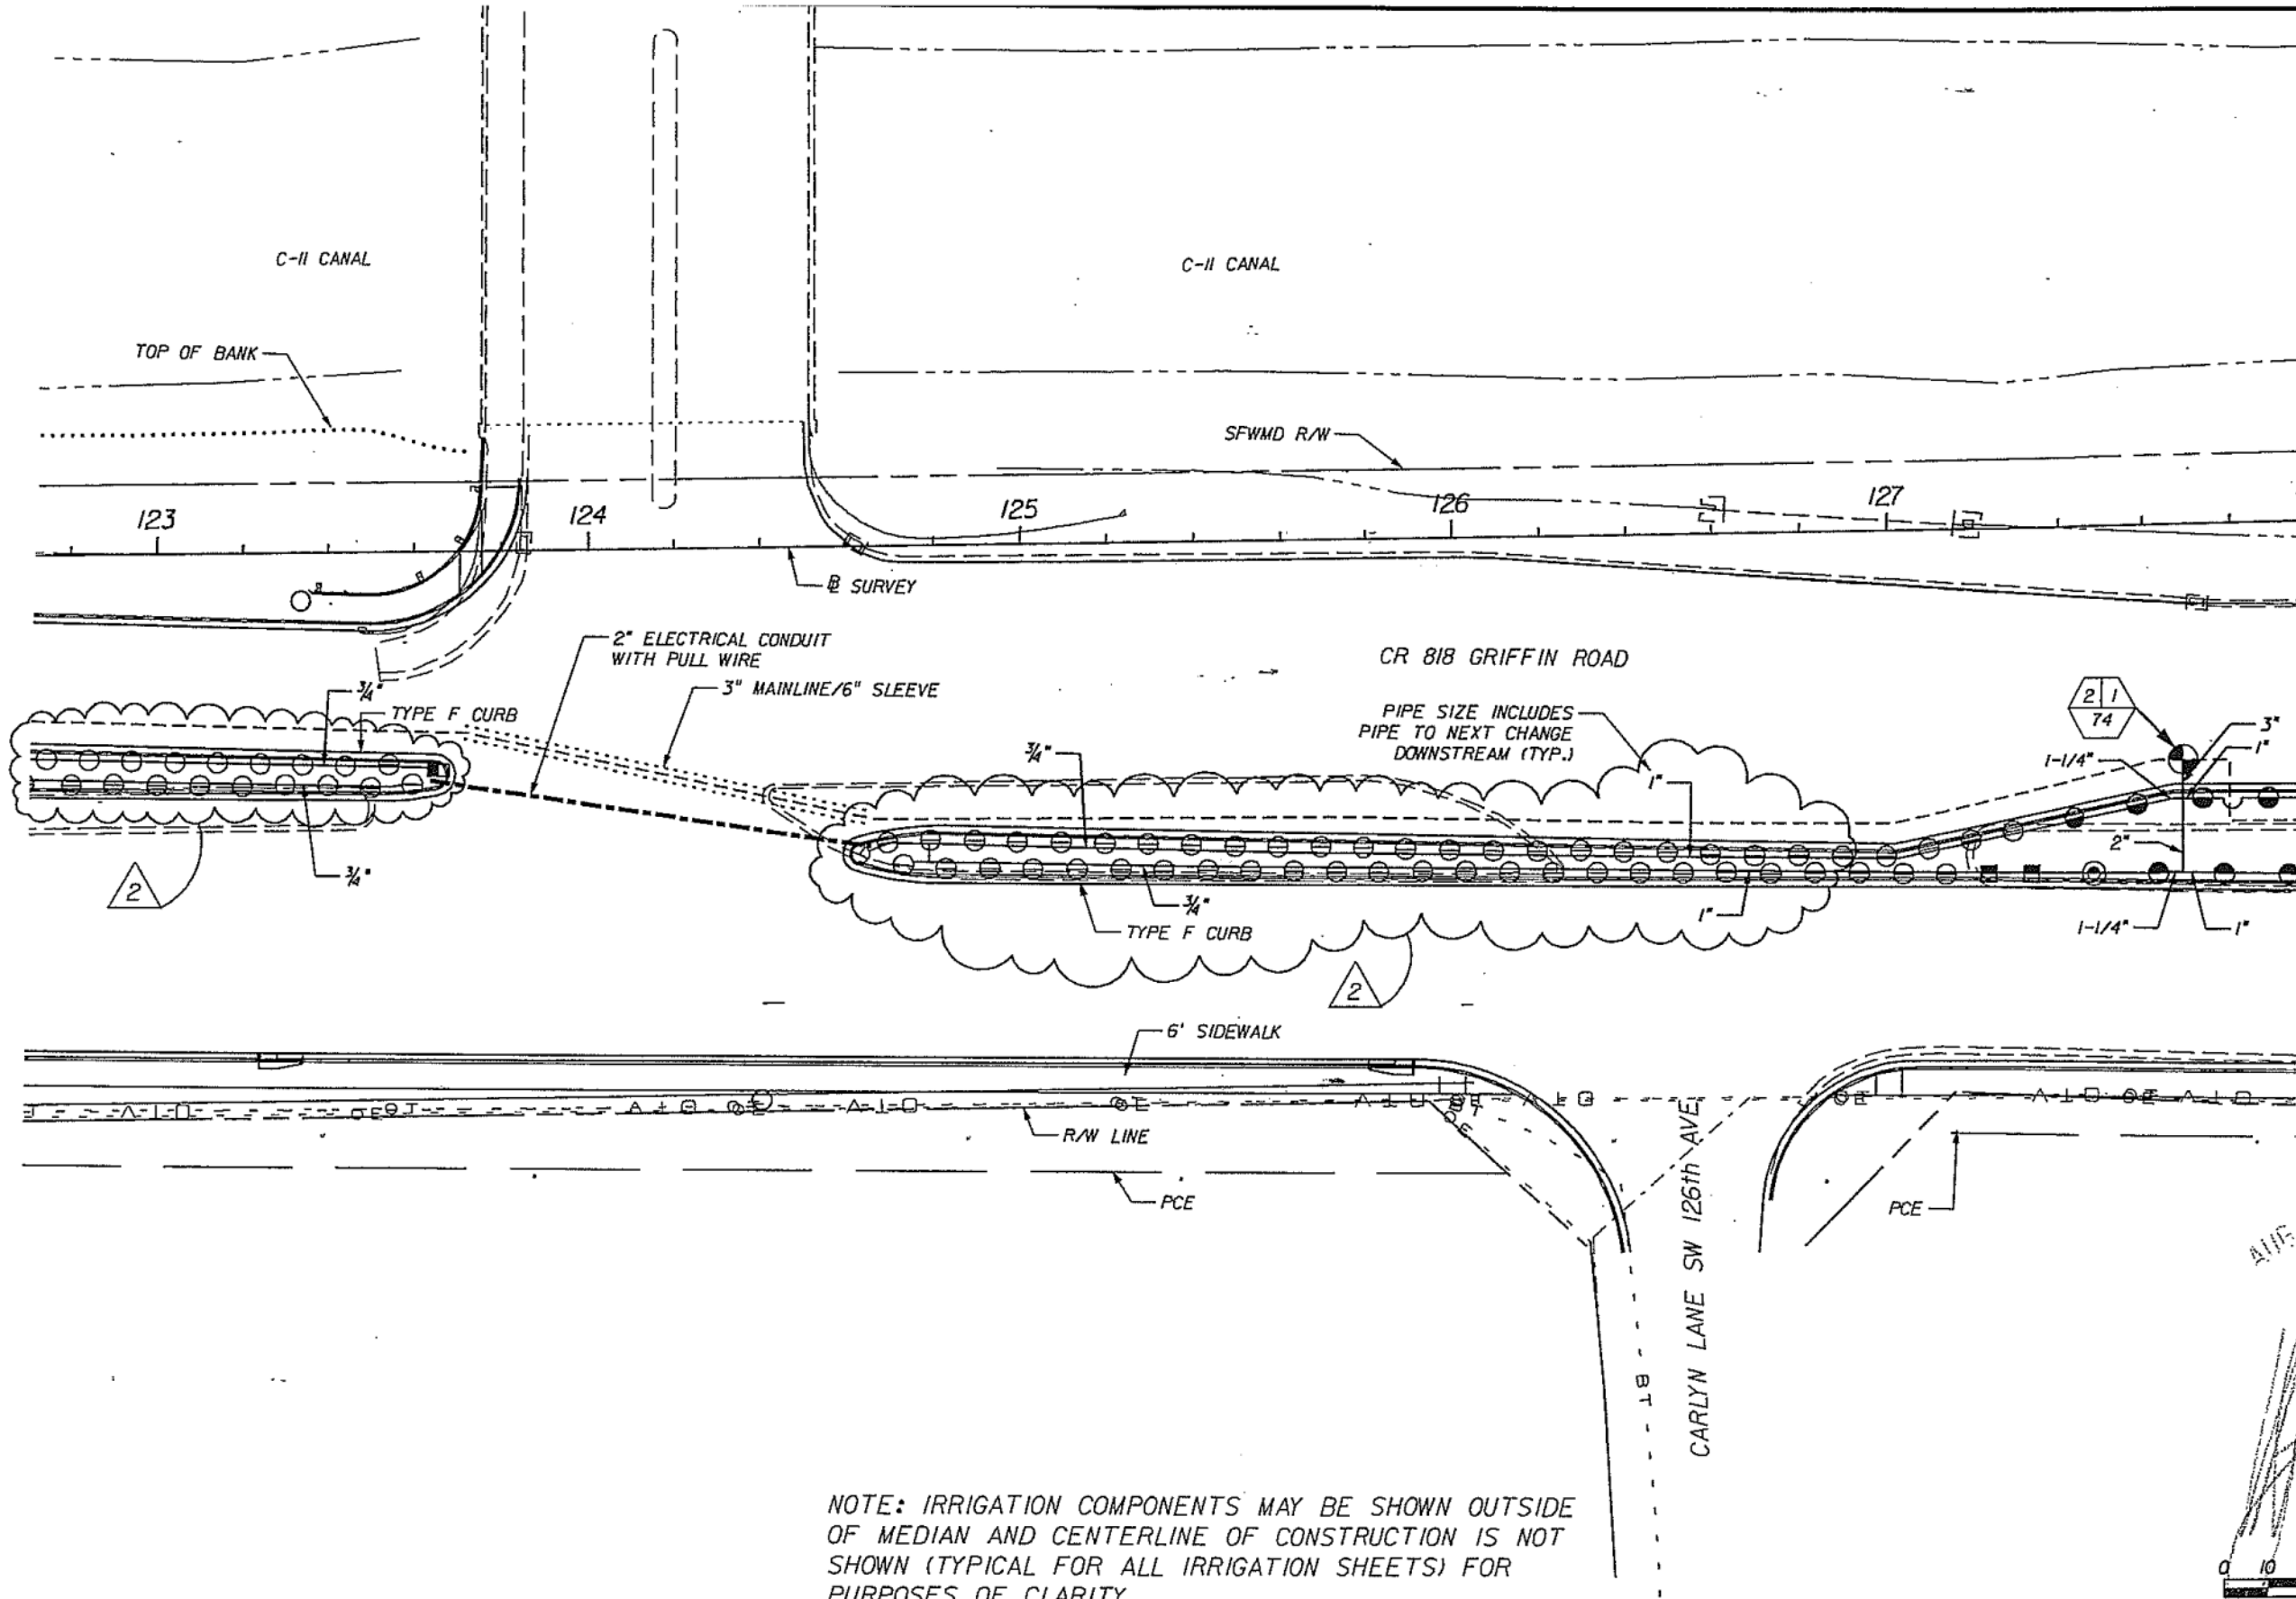 C-11 CANAL
C-11 CANAL
TOP OF BANK
SFWMD R/W
123
124
125
126
127
℄ SURVEY
2" ELECTRICAL CONDUIT
WITH PULL WIRE
3" MAINLINE/6" SLEEVE
CR 818 GRIFFIN ROAD
3/4"
TYPE F CURB
PIPE SIZE INCLUDES
PIPE TO NEXT CHANGE
DOWNSTREAM (TYP.)
3/4"
1"
2 1
74
3"
1"
1-1/4"
2"
3/4"
2
3/4"
TYPE F CURB
1"
1-1/4"
1"
2
6' SIDEWALK
R/W LINE
PCE
PCE
CARLYN LANE SW 126th AVE
BT
NOTE: IRRIGATION COMPONENTS MAY BE SHOWN OUTSIDE
OF MEDIAN AND CENTERLINE OF CONSTRUCTION IS NOT
SHOWN (TYPICAL FOR ALL IRRIGATION SHEETS) FOR
PURPOSES OF CLARITY
0 10